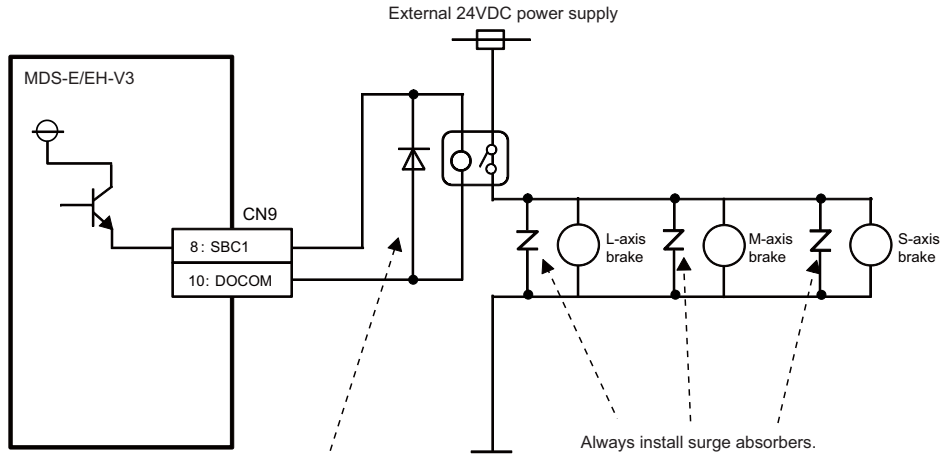 External 24VDC power supply
MDS-E/EH-V3
CN9
8: SBC1
10: DOCOM
L-axis
brake
M-axis
brake
S-axis
brake
Always install surge absorbers.